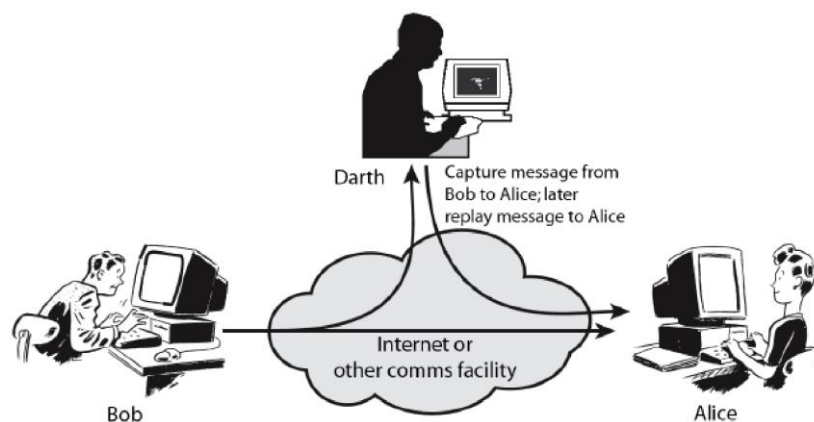 Darth
Capture message from
Bob to Alice; later
replay message to Alice
Internet or
other comms facility
Bob
Alice